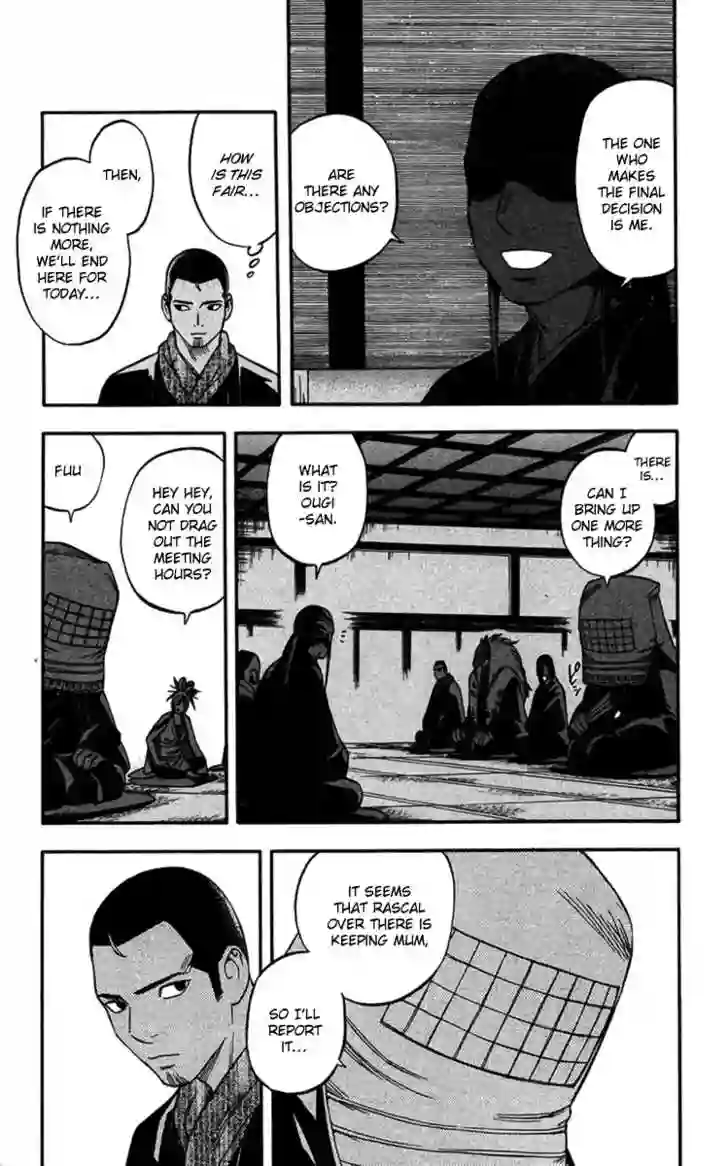 THE ONE
WHO
MAKES
THE FINAL
DECISION
IS ME.
ARE
THERE ANY
OBJECTIONS?
HOW
IS THIS
FAIR...
THEN,
IF THERE
IS NOTHING
MORE,
WE'LL END
HERE FOR
TODAY...
THERE
IS...
CAN I
BRING UP
ONE MORE
THING?
WHAT
IS IT?
OUGI
-SAN.
HEY HEY,
CAN YOU
NOT DRAG
OUT THE
MEETING
HOURS?
FUU
IT SEEMS
THAT RASCAL
OVER THERE IS
KEEPING MUM,
SO I'LL
REPORT
IT...